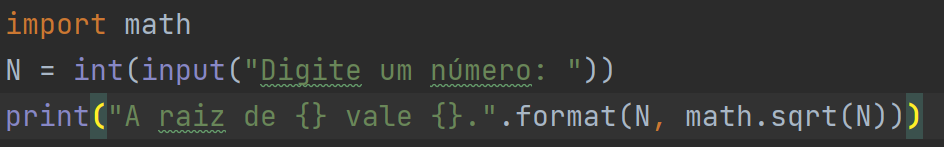 import math
N = int(input("Digite um número: "))
print("A raiz de {} vale {}.".format(N, math.sqrt(N)))